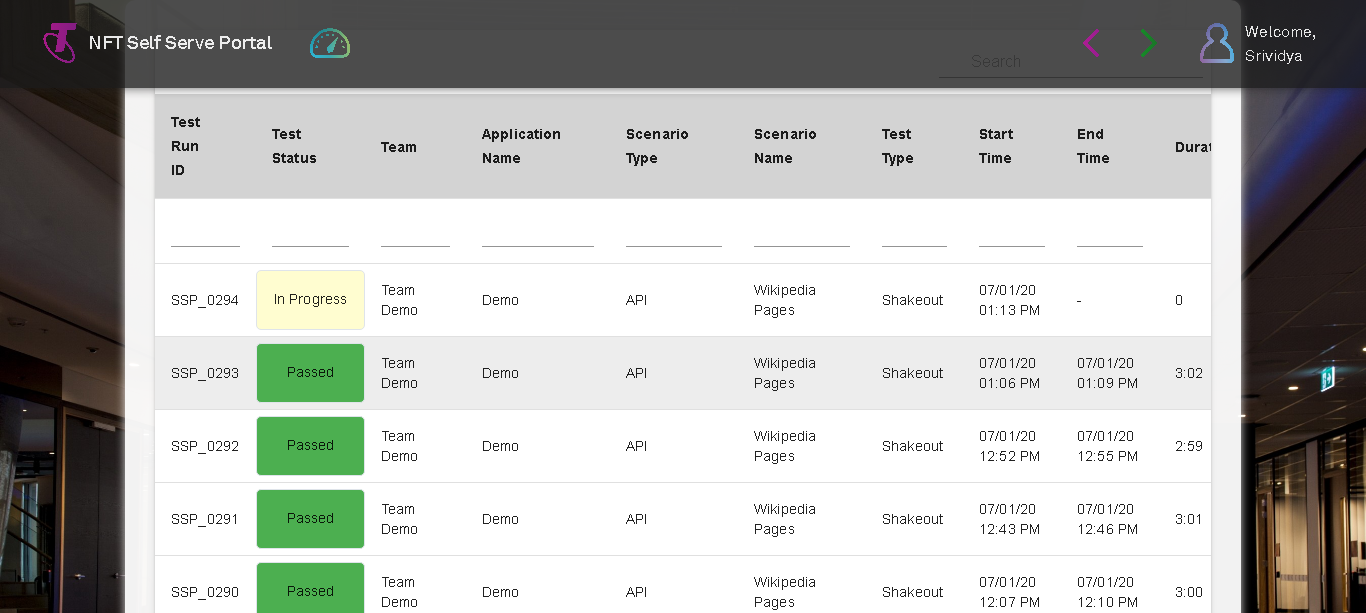 NFT Self Serve Portal
Welcome,
Srividya
Search
Test
Run
ID
Test
Status
Team
Application
Name
Scenario
Type
Scenario
Name
Test
Type
Start
Time
End
Time
Durat
SSP_0294
In Progress
Team
Demo
Demo
API
Wikipedia
Pages
Shakeout
07/01/20
01:13 PM
-
0
SSP_0293
Passed
Team
Demo
Demo
API
Wikipedia
Pages
Shakeout
07/01/20
01:06 PM
07/01/20
01:09 PM
3:02
SSP_0292
Passed
Team
Demo
Demo
API
Wikipedia
Pages
Shakeout
07/01/20
12:52 PM
07/01/20
12:55 PM
2:59
SSP_0291
Passed
Team
Demo
Demo
API
Wikipedia
Pages
Shakeout
07/01/20
12:43 PM
07/01/20
12:46 PM
3:01
SSP_0290
Passed
Team
Demo
Demo
API
Wikipedia
Pages
Shakeout
07/01/20
12:07 PM
07/01/20
12:10 PM
3:00